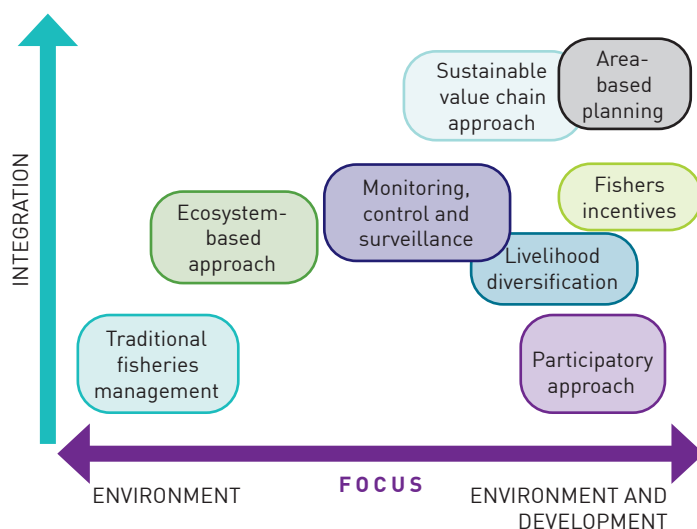 INTEGRATION
Sustainable
value chain
approach
Area-
based
planning
Ecosystem-
based
approach
Monitoring,
control and
surveillance
Fishers
incentives
Livelihood
diversification
Traditional
fisheries
management
Participatory
approach
FOCUS
ENVIRONMENT
ENVIRONMENT AND
DEVELOPMENT